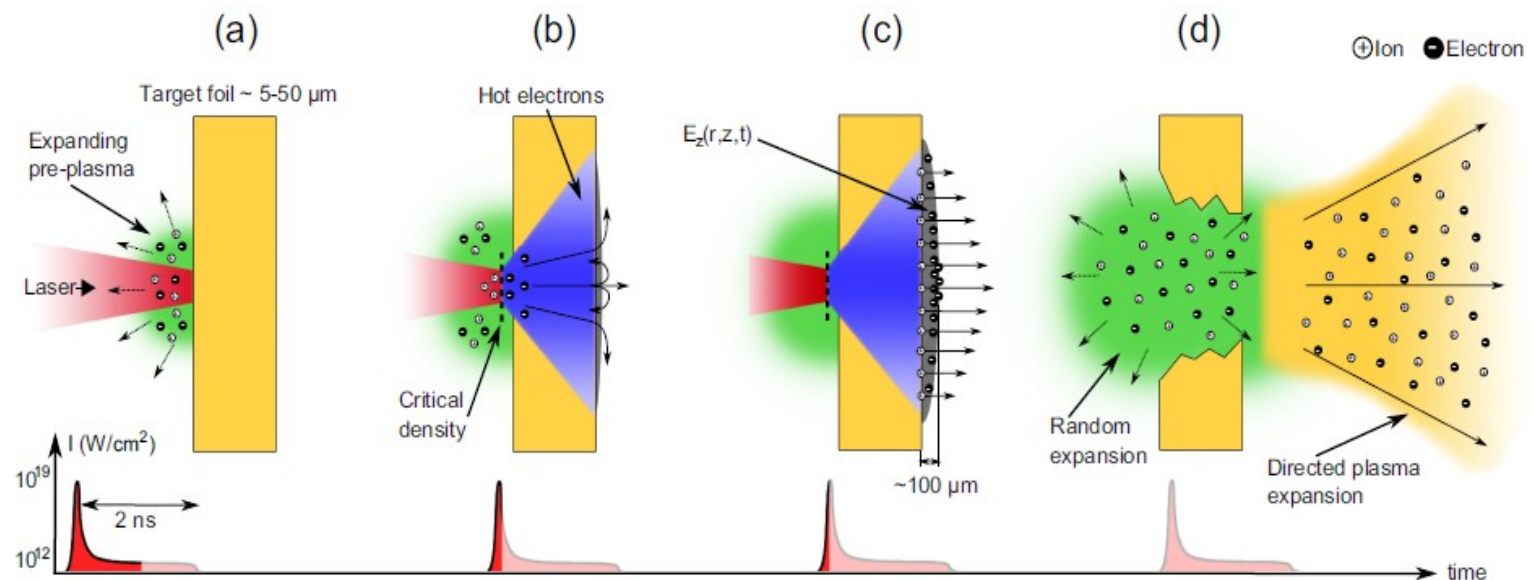 (a)
(b)
(c)
(d)
+ Ion - Electron
Target foil ~ 5-50 µm
Expanding
pre-plasma
Laser
Hot electrons
Critical
density
E_z(r,z,t)
~100 µm
Random
expansion
Directed plasma
expansion
I (W/cm²)
10¹⁹
2 ns
10¹²
time